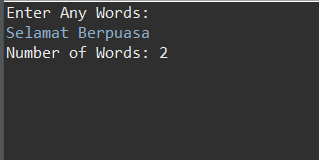 Enter Any Words:
Selamat Berpuasa
Number of Words: 2